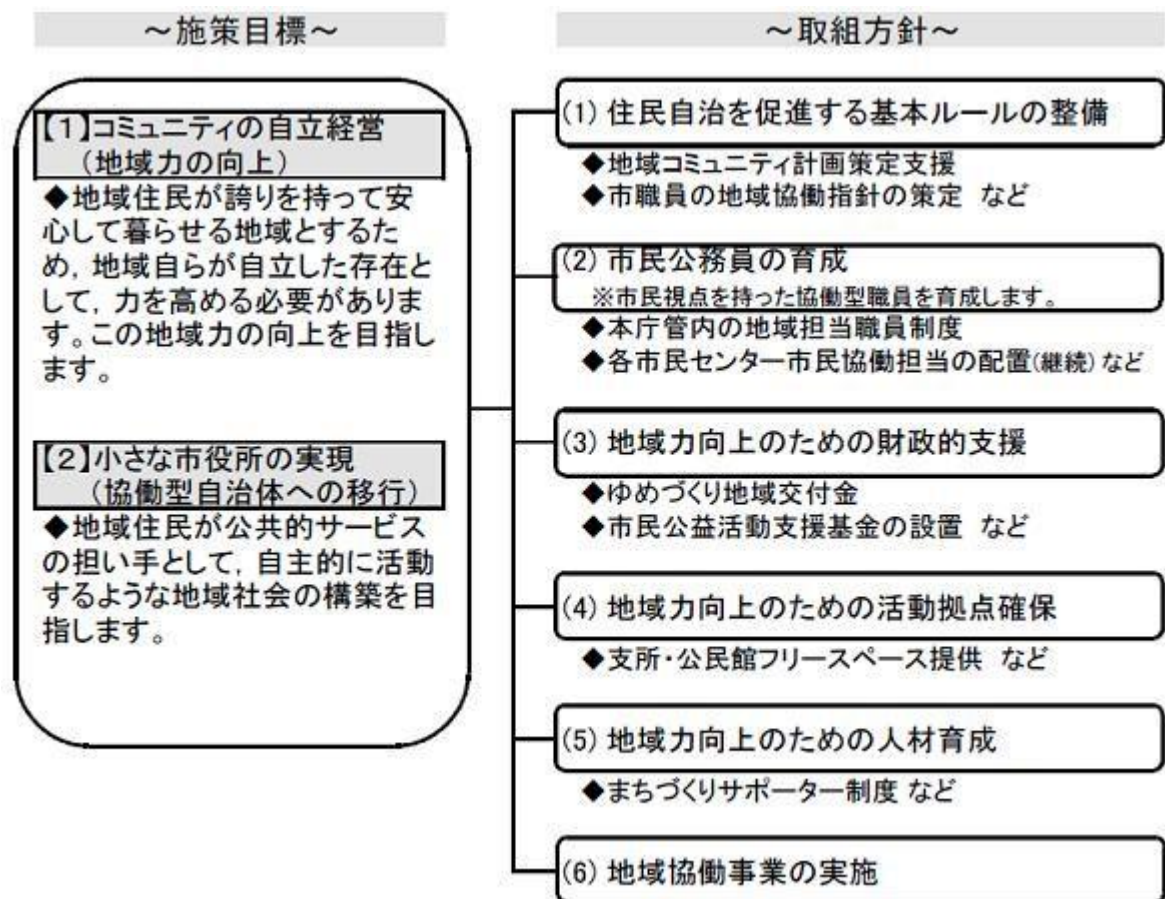 ～施策目標～
【１】コミュニティの自立経営
（地域力の向上）
◆地域住民が誇りを持って安
心して暮らせる地域とするた
め，地域自らが自立した存在と
して，力を高める必要がありま
す。この地域力の向上を目指し
ます。
【２】小さな市役所の実現
（協働型自治体への移行）
◆地域住民が公共的サービス
の担い手として，自主的に活動
するような地域社会の構築を目
指します。
～取組方針～
(1) 住民自治を促進する基本ルールの整備
◆地域コミュニティ計画策定支援
◆市職員の地域協働指針の策定 など
(2) 市民公務員の育成
※市民視点を持った協働型職員を育成します。
◆本庁管内の地域担当職員制度
◆各市民センター市民協働担当の配置(継続) など
(3) 地域力向上のための財政的支援
◆ゆめづくり地域交付金
◆市民公益活動支援基金の設置 など
(4) 地域力向上のための活動拠点確保
◆支所・公民館フリースペース提供 など
(5) 地域力向上のための人材育成
◆まちづくりサポーター制度 など
(6) 地域協働事業の実施